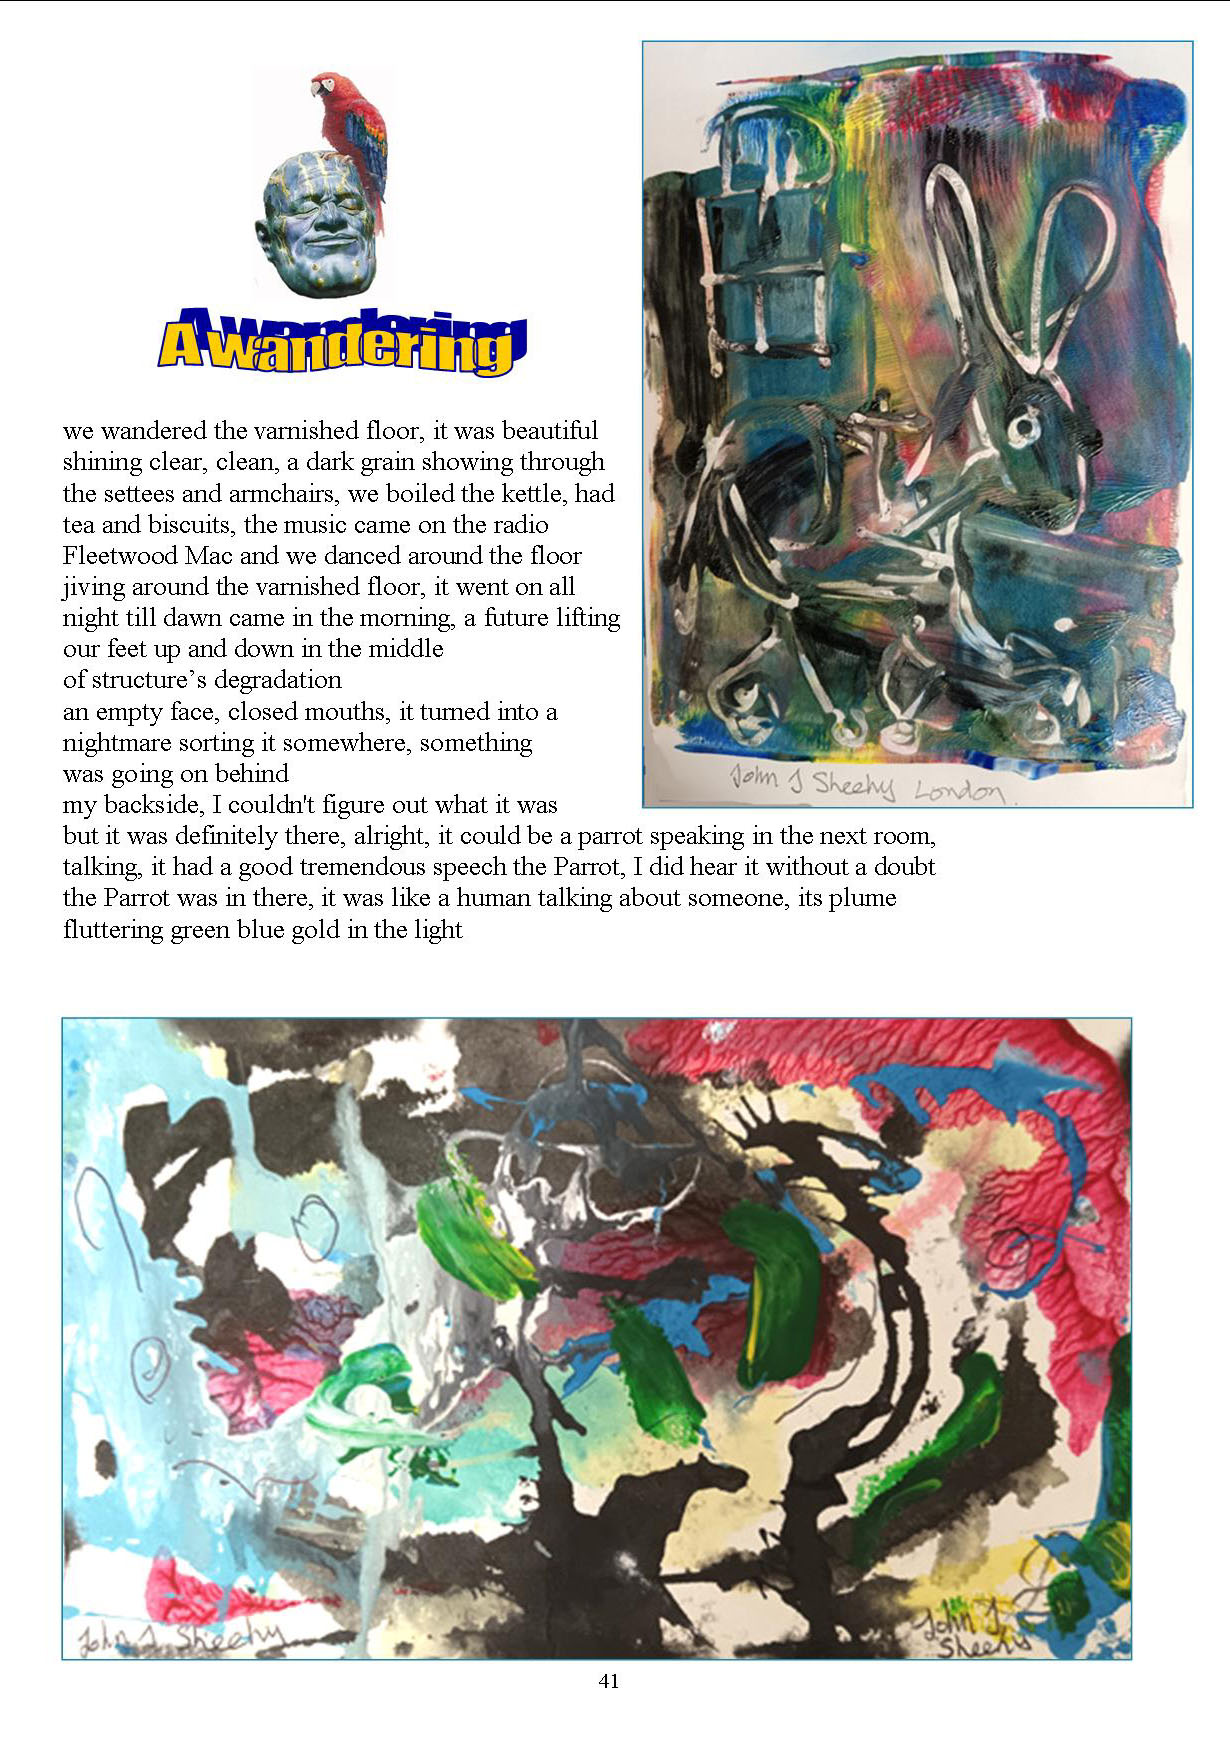 A wandering
we wandered the varnished floor, it was beautiful
shining clear, clean, a dark grain showing through
the settees and armchairs, we boiled the kettle, had
tea and biscuits, the music came on the radio
Fleetwood Mac and we danced around the floor
jiving around the varnished floor, it went on all
night till dawn came in the morning, a future lifting
our feet up and down in the middle
of structure’s degradation
an empty face, closed mouths, it turned into a
nightmare sorting it somewhere, something
was going on behind
my backside, I couldn't figure out what it was
but it was definitely there, alright, it could be a parrot speaking in the next room,
talking, it had a good tremendous speech the Parrot, I did hear it without a doubt
the Parrot was in there, it was like a human talking about someone, its plume
fluttering green blue gold in the light
John J Sheehy London.
John J Sheehy
John J
Sheehy
41